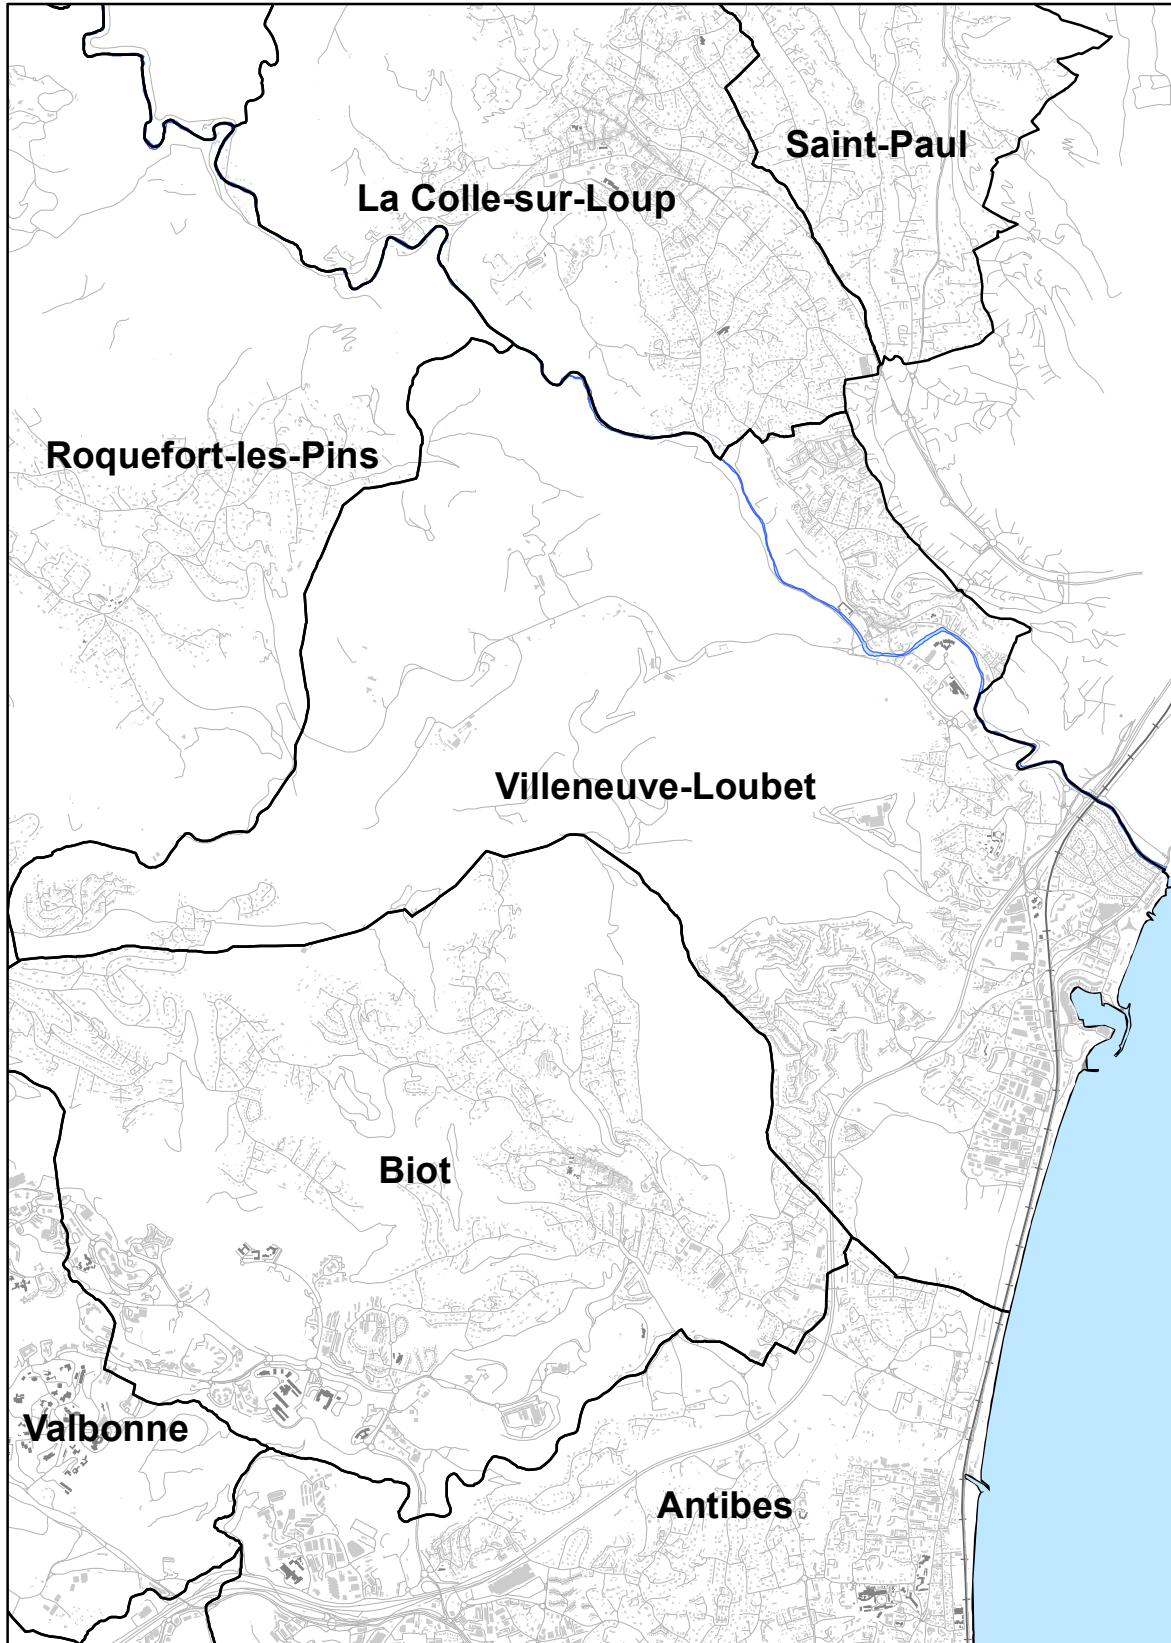 Saint-Paul
La Colle-sur-Loup
Roquefort-les-Pins
Villeneuve-Loubet
Biot
Valbonne
Antibes